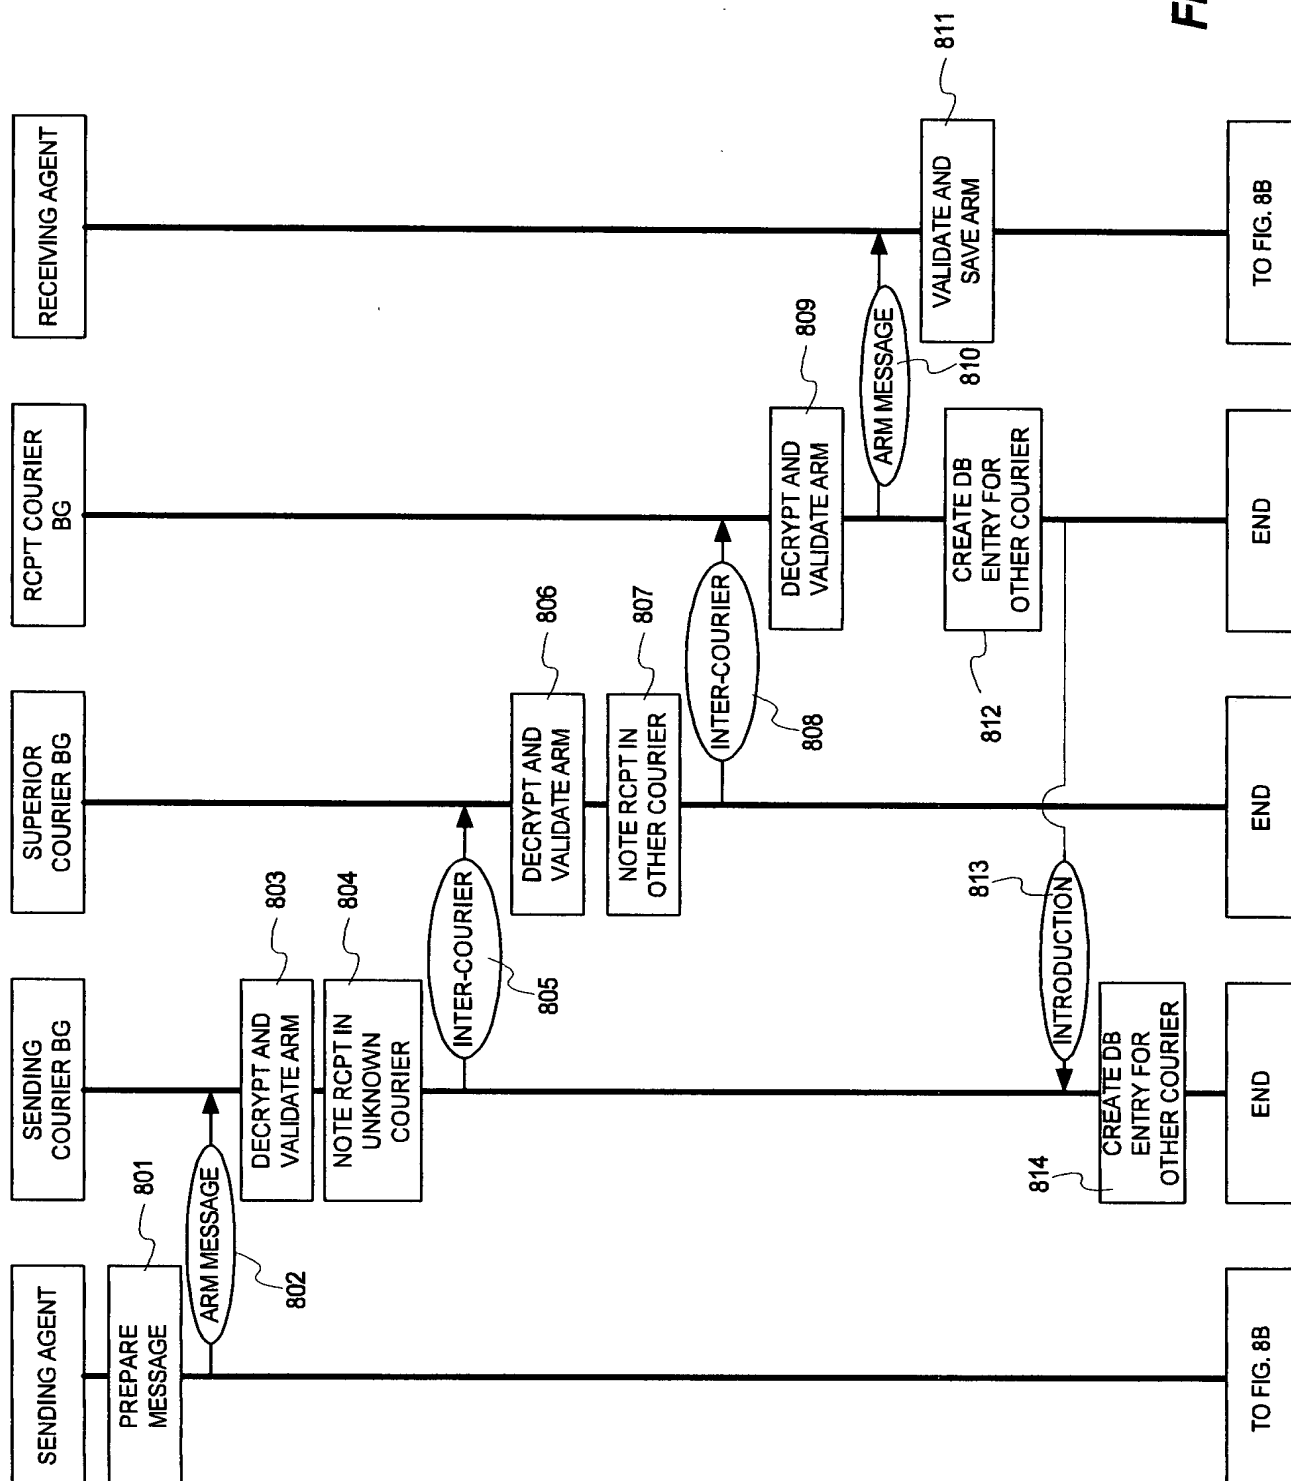 SENDING AGENT
SENDING
COURIER BG
SUPERIOR
COURIER BG
RCPT COURIER
BG
RECEIVING AGENT
PREPARE
MESSAGE
801
ARM MESSAGE
802
DECRYPT AND
VALIDATE ARM
803
NOTE RCPT IN
UNKNOWN
COURIER
804
INTER-COURIER
805
DECRYPT AND
VALIDATE ARM
806
NOTE RCPT IN
OTHER COURIER
807
INTER-COURIER
808
DECRYPT AND
VALIDATE ARM
809
ARM MESSAGE
810
VALIDATE AND
SAVE ARM
811
CREATE DB
ENTRY FOR
OTHER COURIER
812
INTRODUCTION
813
CREATE DB
ENTRY FOR
OTHER COURIER
814
TO FIG. 8B
END
END
END
TO FIG. 8B